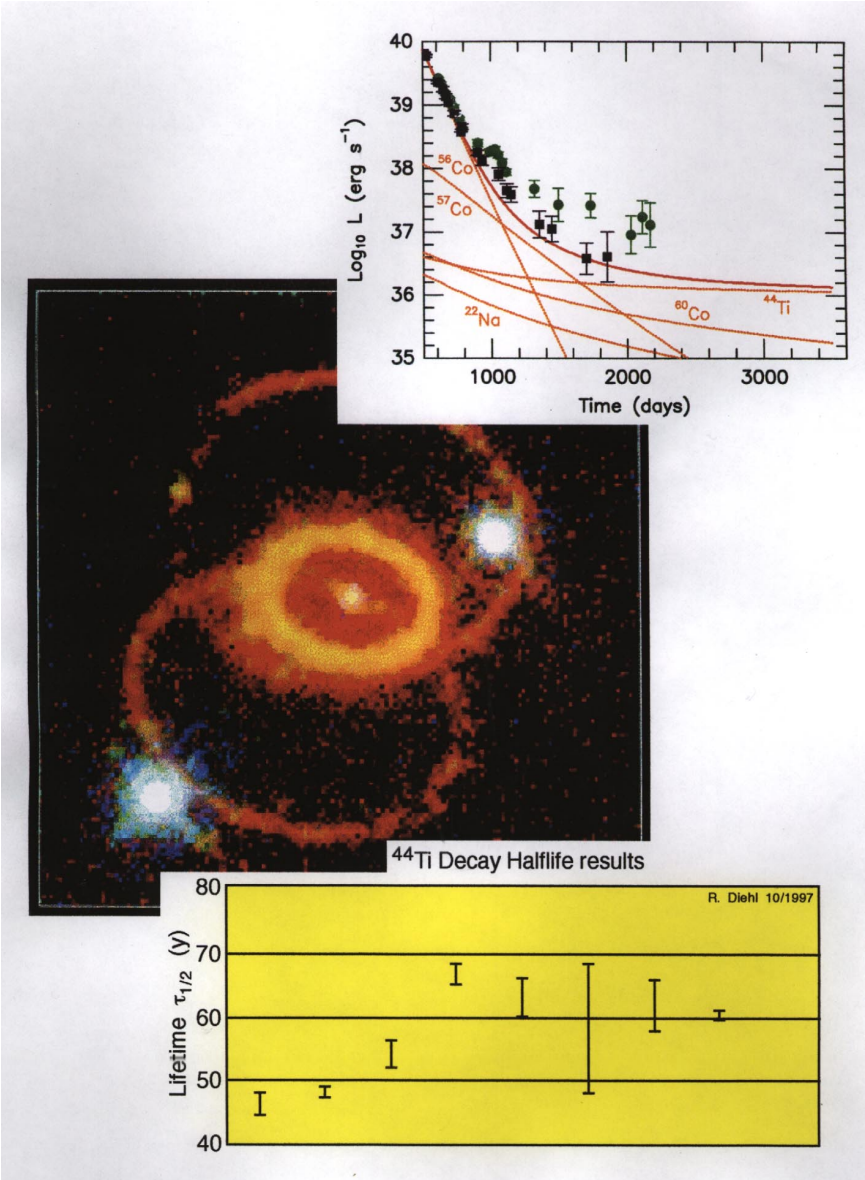 40
39
38
37
36
35
Log₁₀ L (erg s⁻¹)
⁵⁶Co
⁵⁷Co
²²Na
⁶⁰Co
⁴⁴Ti
1000 2000 3000
Time (days)
⁴⁴Ti Decay Halflife results
R. Diehl 10/1997
80
70
60
50
40
Lifetime τ₁/₂ (y)